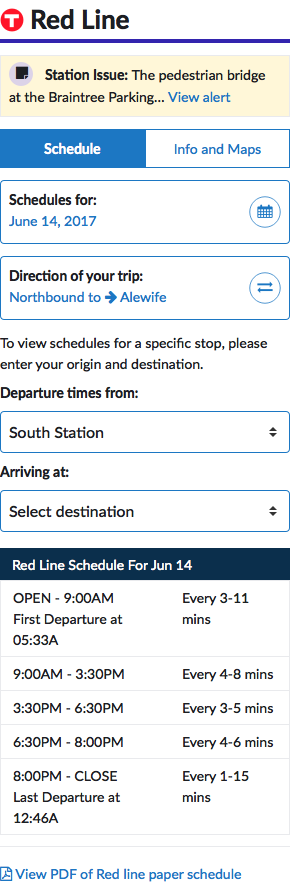 T Red Line
Station Issue: The pedestrian bridge
at the Braintree Parking... View alert
Schedule Info and Maps
Schedules for:
June 14, 2017
Direction of your trip:
Northbound to → Alewife
To view schedules for a specific stop, please
enter your origin and destination.
Departure times from:
South Station
Arriving at:
Select destination
Red Line Schedule For Jun 14
OPEN - 9:00AM Every 3-11
First Departure at mins
05:33A
9:00AM - 3:30PM Every 4-8 mins
3:30PM - 6:30PM Every 3-5 mins
6:30PM - 8:00PM Every 4-6 mins
8:00PM - CLOSE Every 1-15
Last Departure at mins
12:46A
View PDF of Red line paper schedule